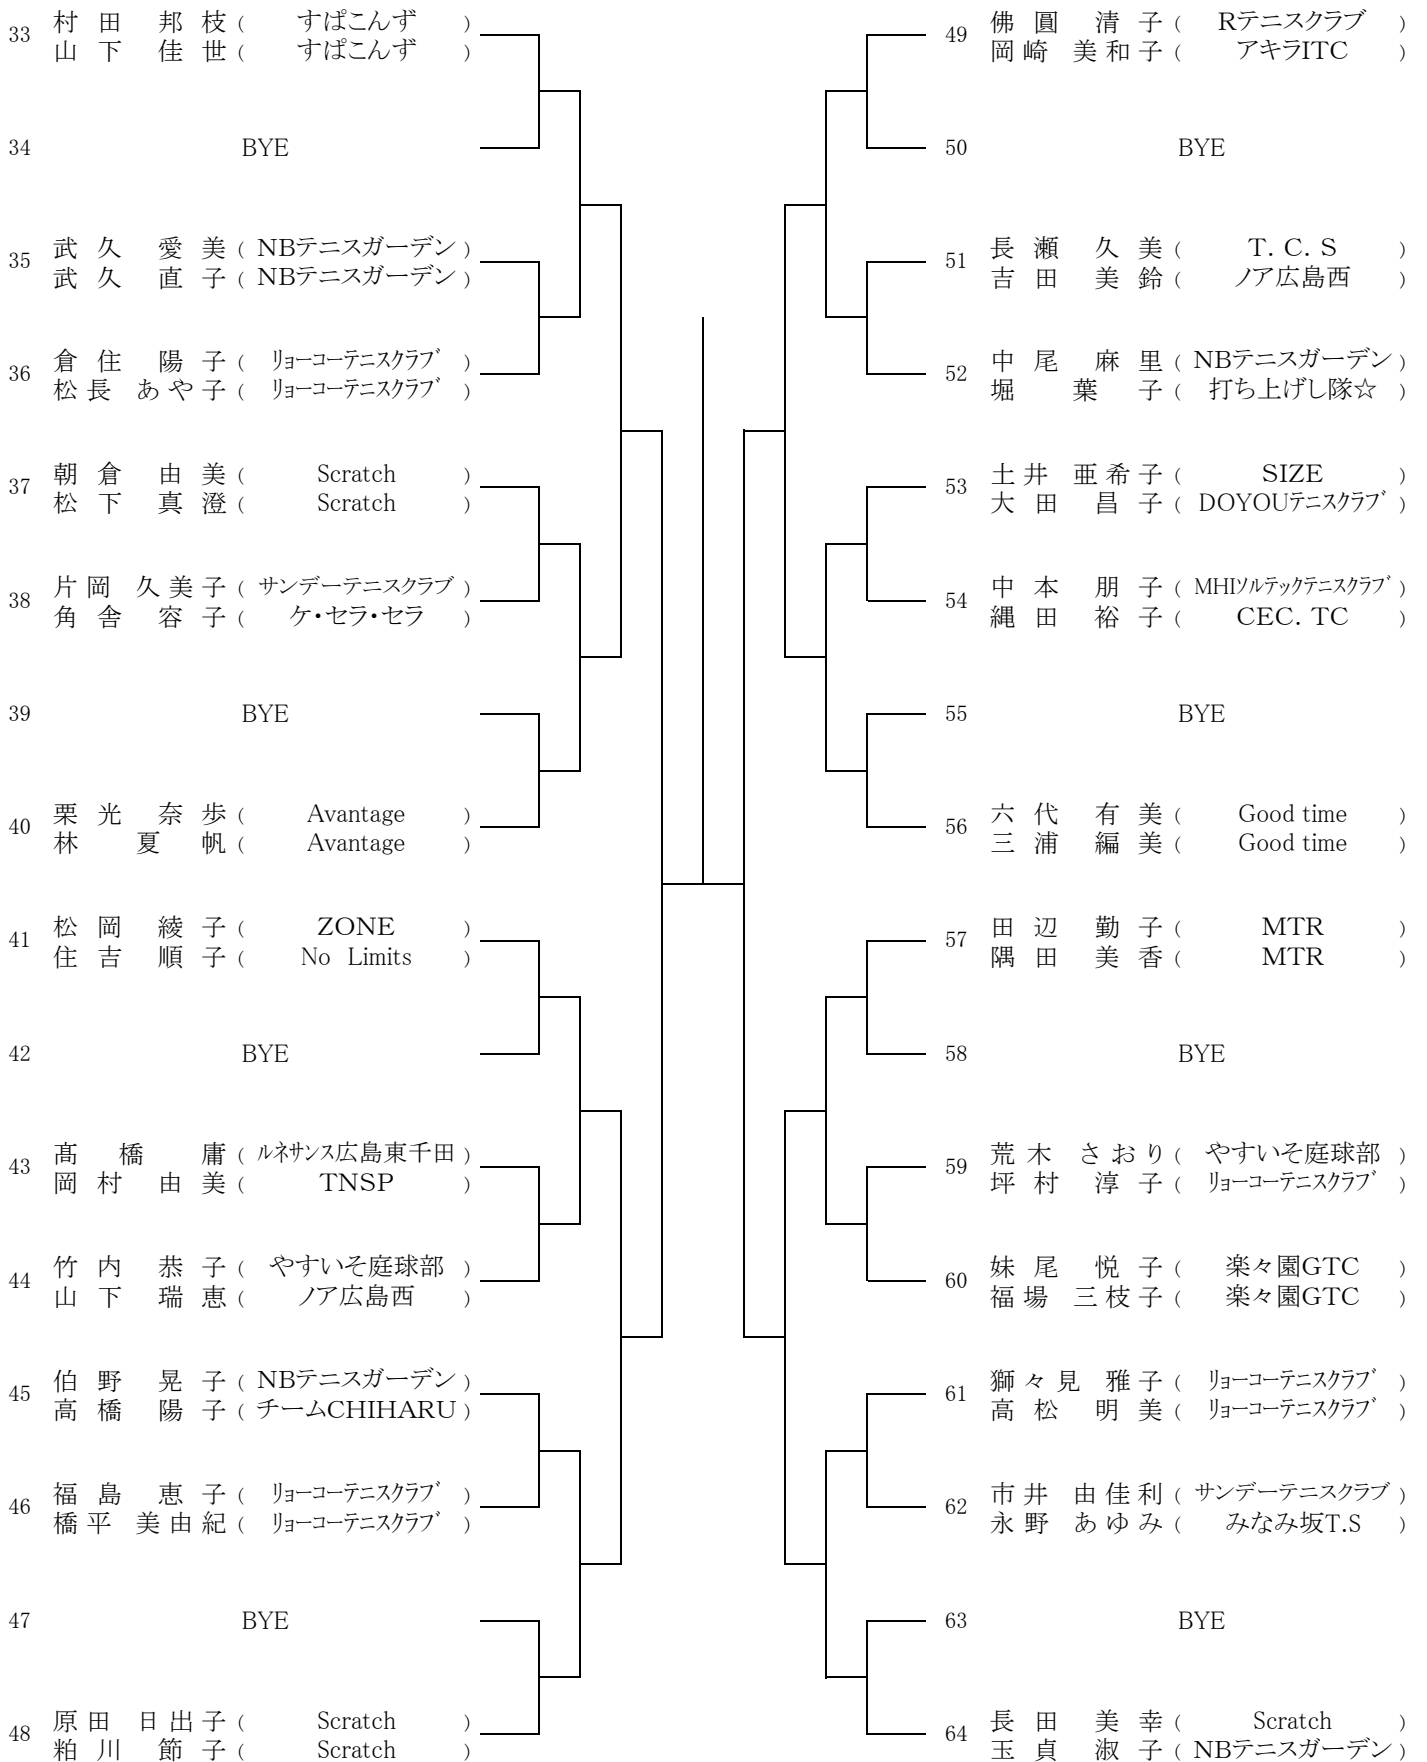 33 村田 邦枝 ( すぱこんず )
山下 佳世 ( すぱこんず )
34 BYE
35 武久 愛美 ( NBテニスガーデン )
武久 直子 ( NBテニスガーデン )
36 倉住 陽子 ( リョーコーテニスクラブ )
松長 あや子 ( リョーコーテニスクラブ )
37 朝倉 由美 ( Scratch )
松下 真澄 ( Scratch )
38 片岡 久美子 ( サンデーテニスクラブ )
角舎 容子 ( ケ・セラ・セラ )
39 BYE
40 栗光 奈歩 ( Avantage )
林 夏帆 ( Avantage )
41 松岡 綾子 ( ZONE )
住吉 順子 ( No Limits )
42 BYE
43 髙橋 庸 ( ルネサンス広島東千田 )
岡村 由美 ( TNSP )
44 竹内 恭子 ( やすいそ庭球部 )
山下 瑞恵 ( ノア広島西 )
45 伯野 晃子 ( NBテニスガーデン )
高橋 陽子 ( チームCHIHARU )
46 福島 恵子 ( リョーコーテニスクラブ )
橋平 美由紀 ( リョーコーテニスクラブ )
47 BYE
48 原田 日出子 ( Scratch )
粕川 節子 ( Scratch )
49 佛圓 清子 ( Rテニスクラブ )
岡崎 美和子 ( アキラITC )
50 BYE
51 長瀬 久美 ( T. C. S )
吉田 美鈴 ( ノア広島西 )
52 中尾 麻里 ( NBテニスガーデン )
堀 葉子 ( 打ち上げし隊☆ )
53 土井 亜希子 ( SIZE )
大田 昌子 ( DOYOUテニスクラブ )
54 中本 朋子 ( MHIソルテックテニスクラブ )
縄田 裕子 ( CEC. TC )
55 BYE
56 六代 有美 ( Good time )
三浦 編美 ( Good time )
57 田辺 勤子 ( MTR )
隅田 美香 ( MTR )
58 BYE
59 荒木 さおり ( やすいそ庭球部 )
坪村 淳子 ( リョーコーテニスクラブ )
60 妹尾 悦子 ( 楽々園GTC )
福場 三枝子 ( 楽々園GTC )
61 獅々見 雅子 ( リョーコーテニスクラブ )
高松 明美 ( リョーコーテニスクラブ )
62 市井 由佳利 ( サンデーテニスクラブ )
永野 あゆみ ( みなみ坂T.S )
63 BYE
64 長田 美幸 ( Scratch )
玉貞 淑子 ( NBテニスガーデン )